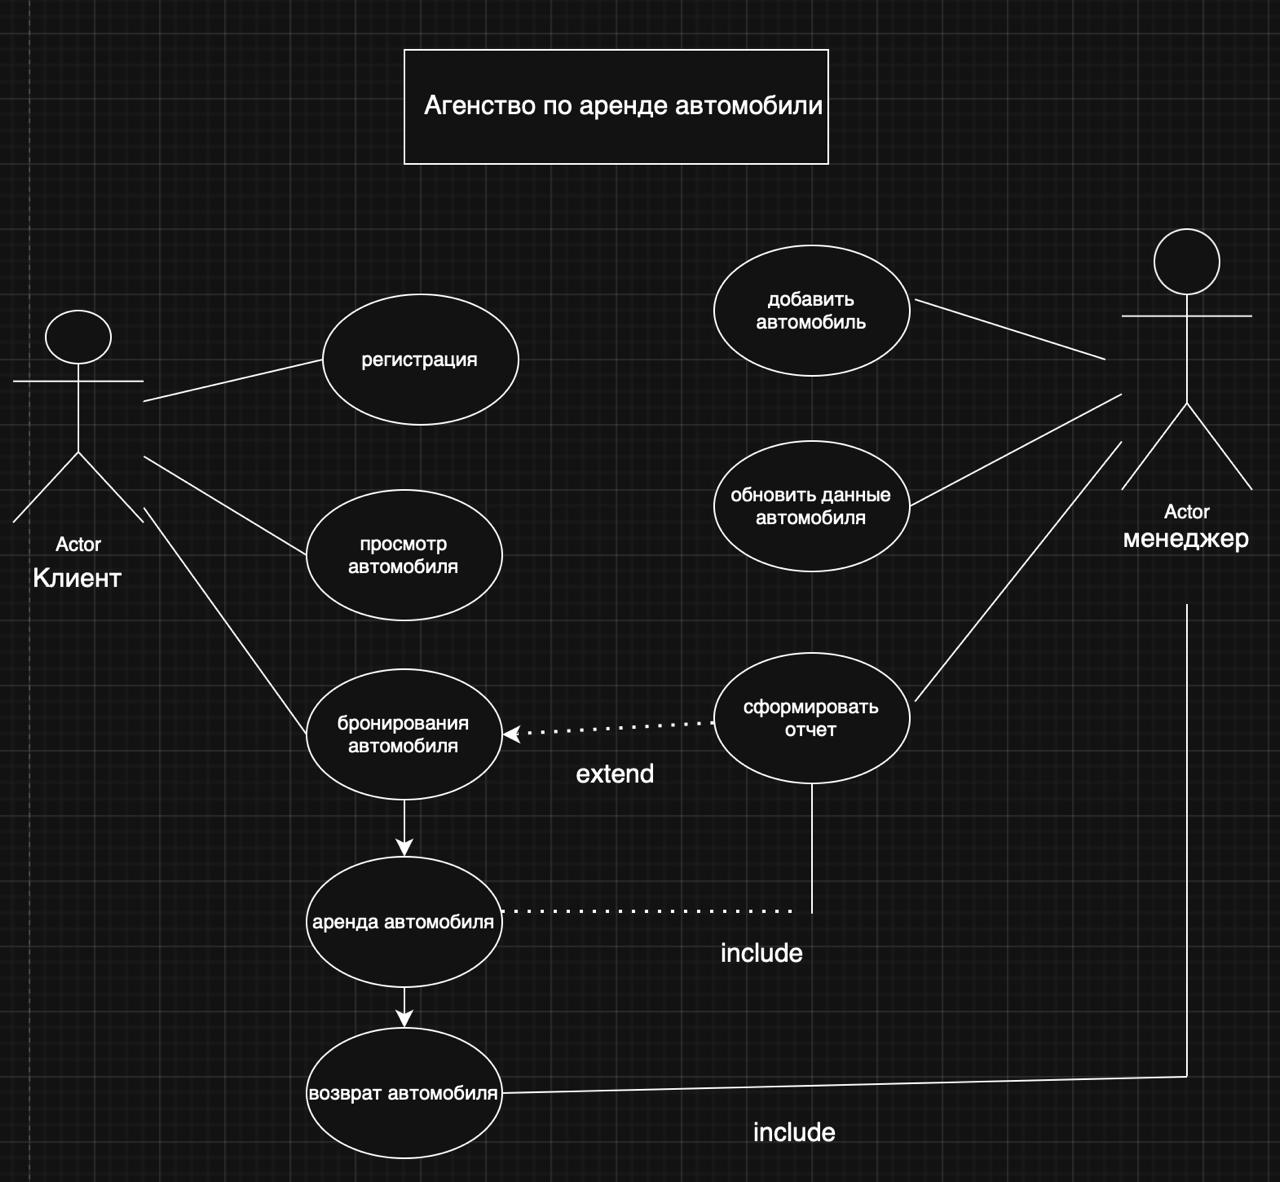 Агенство по аренде автомобили
регистрация
просмотр
автомобиля
бронирования
автомобиля
аренда автомобиля
возврат автомобиля
добавить
автомобиль
обновить данные
автомобиля
сформировать
отчет
Actor
Клиент
Actor
менеджер
extend
include
include